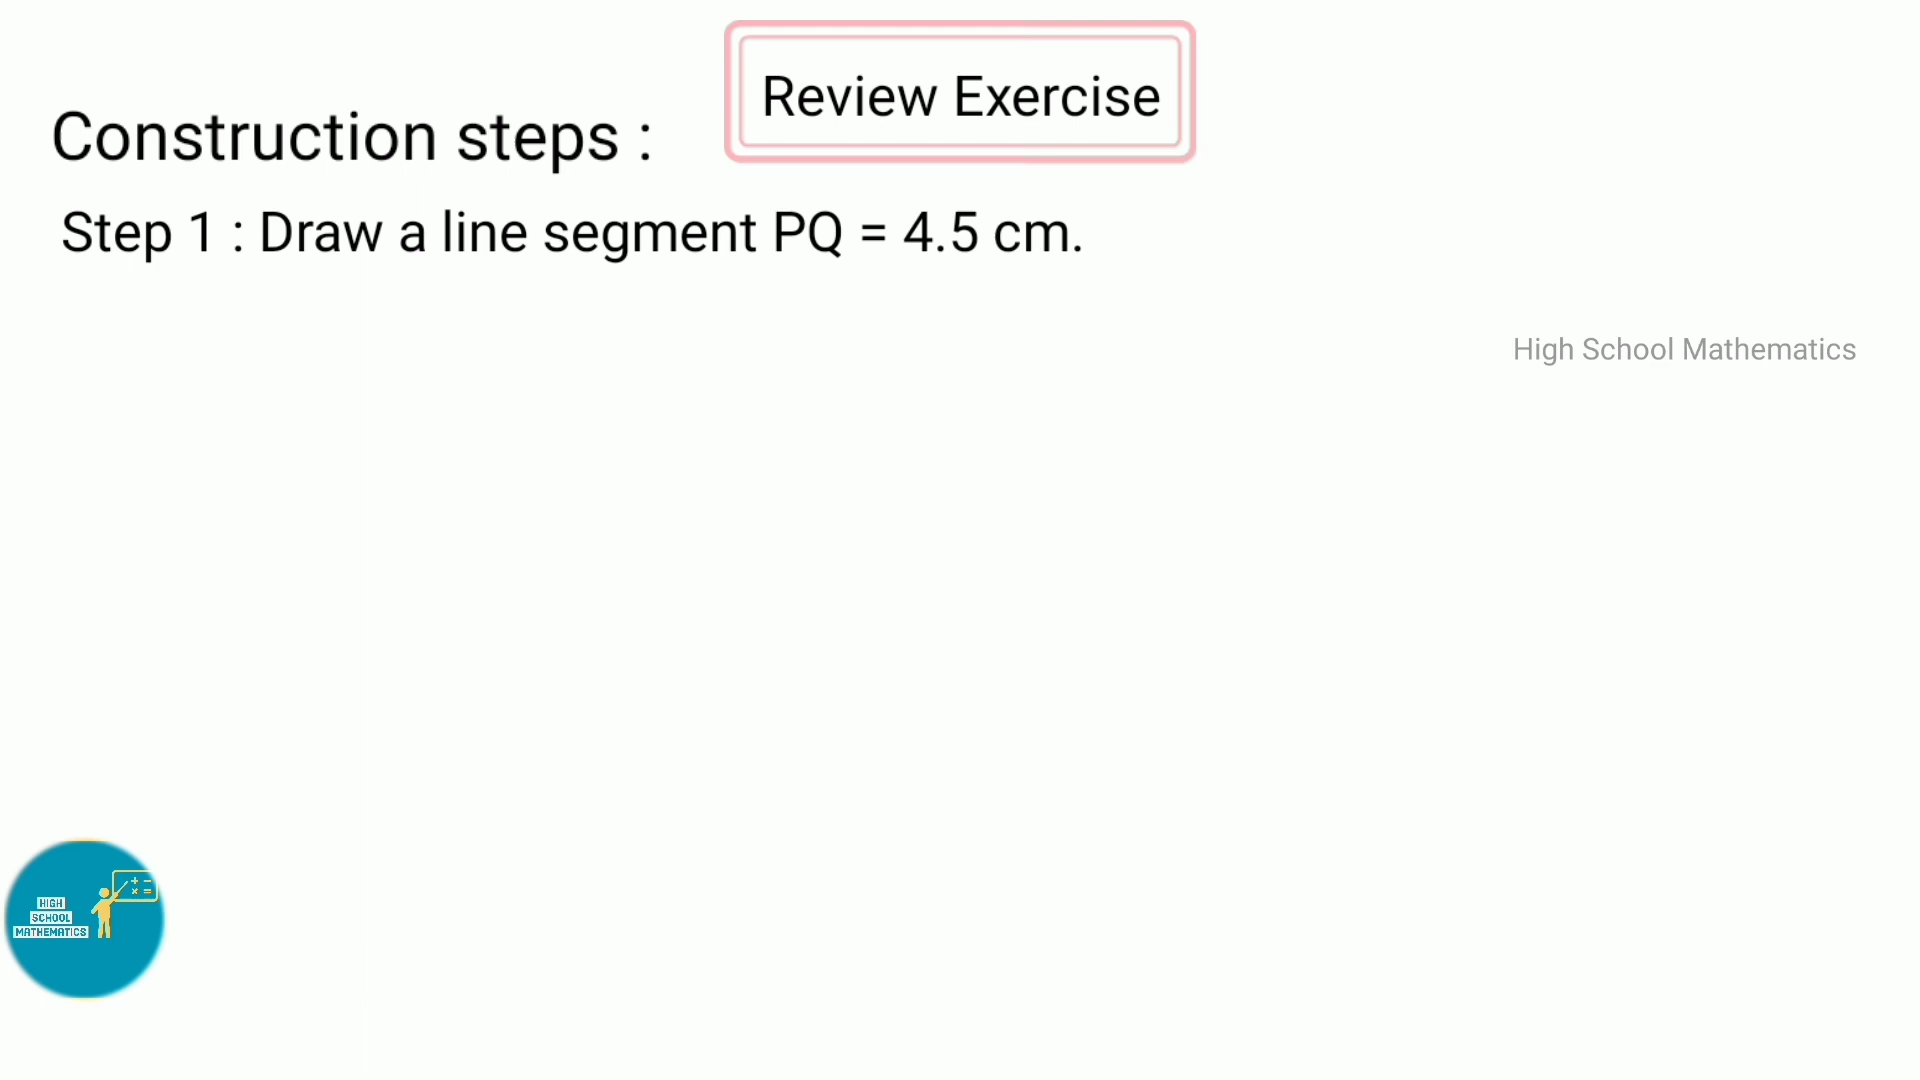 Review Exercise
Construction steps :
Step 1 : Draw a line segment PQ = 4.5 cm.
High School Mathematics
+ −
× =
HIGH
SCHOOL
MATHEMATICS